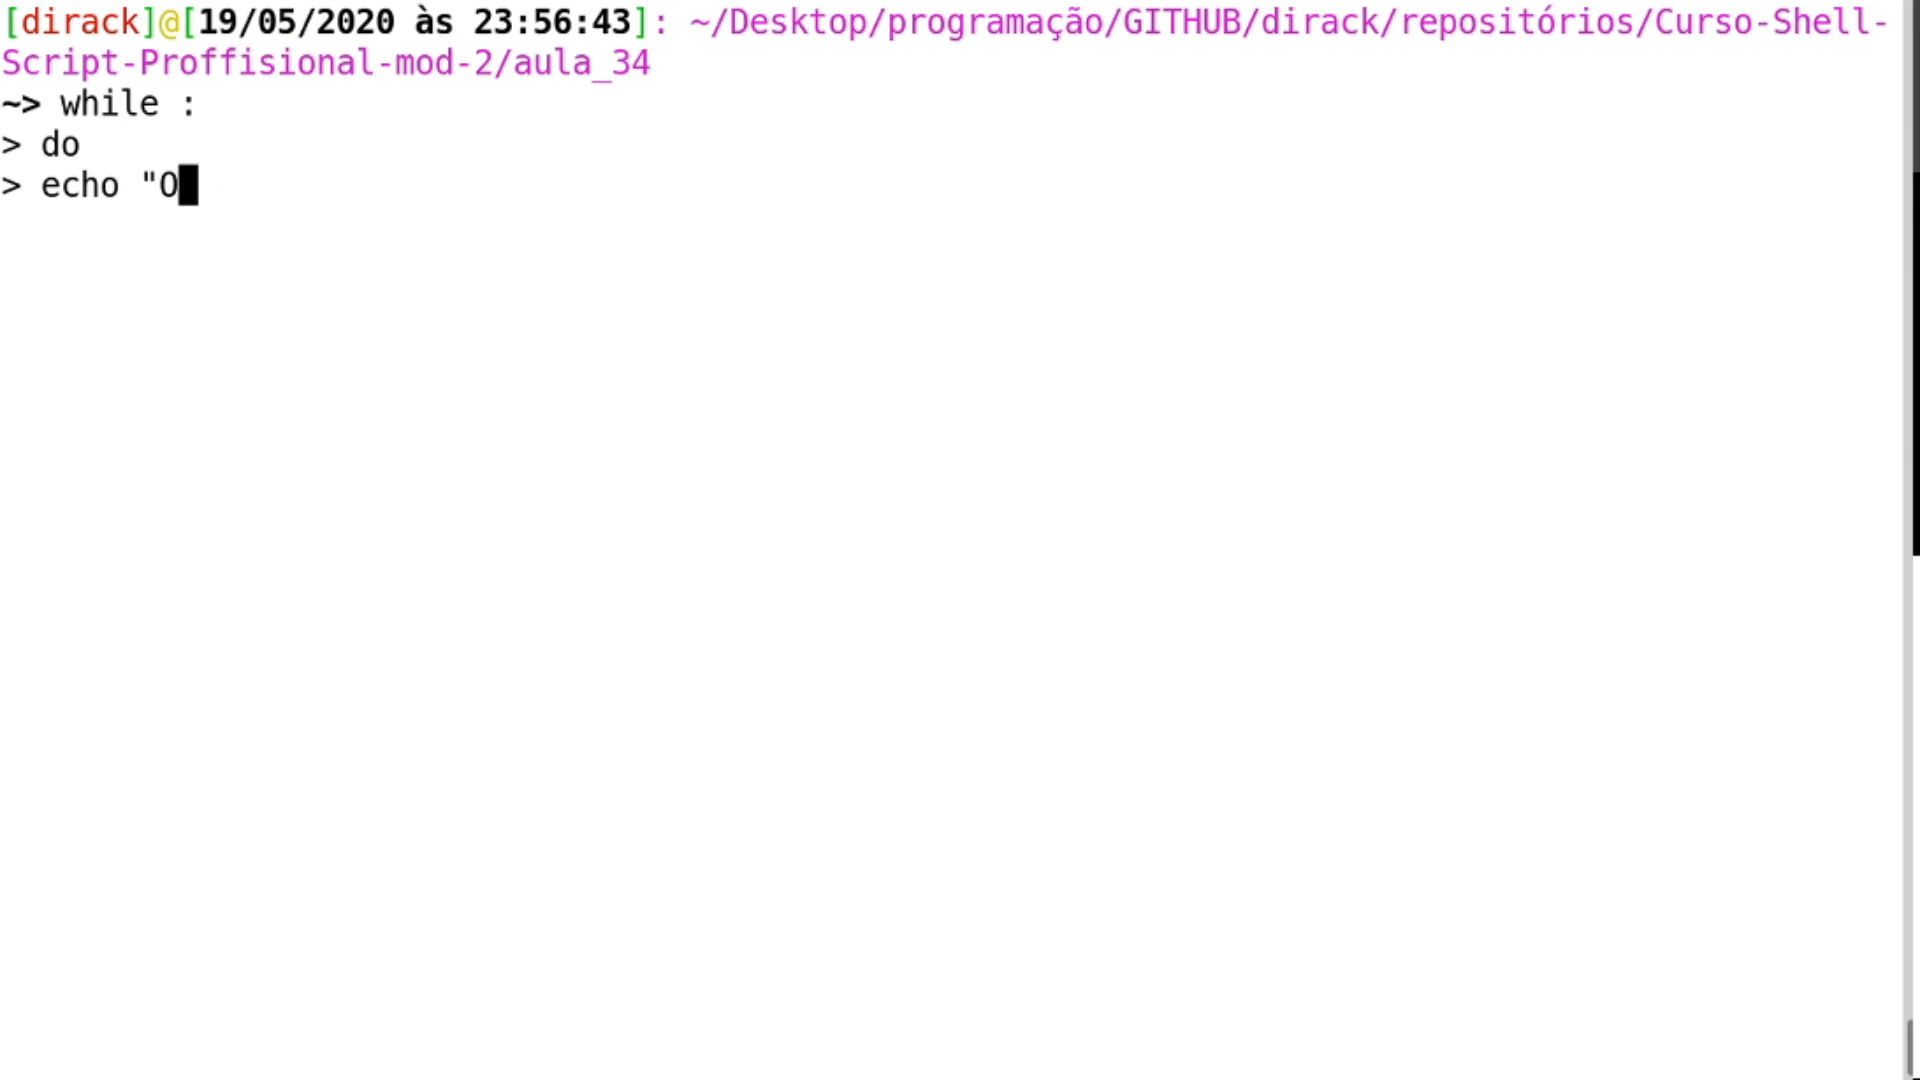 [dirack]@[19/05/2020 às 23:56:43]: ~/Desktop/programação/GITHUB/dirack/repositórios/Curso-Shell-
Script-Proffisional-mod-2/aula_34
~> while :
> do
> echo "O